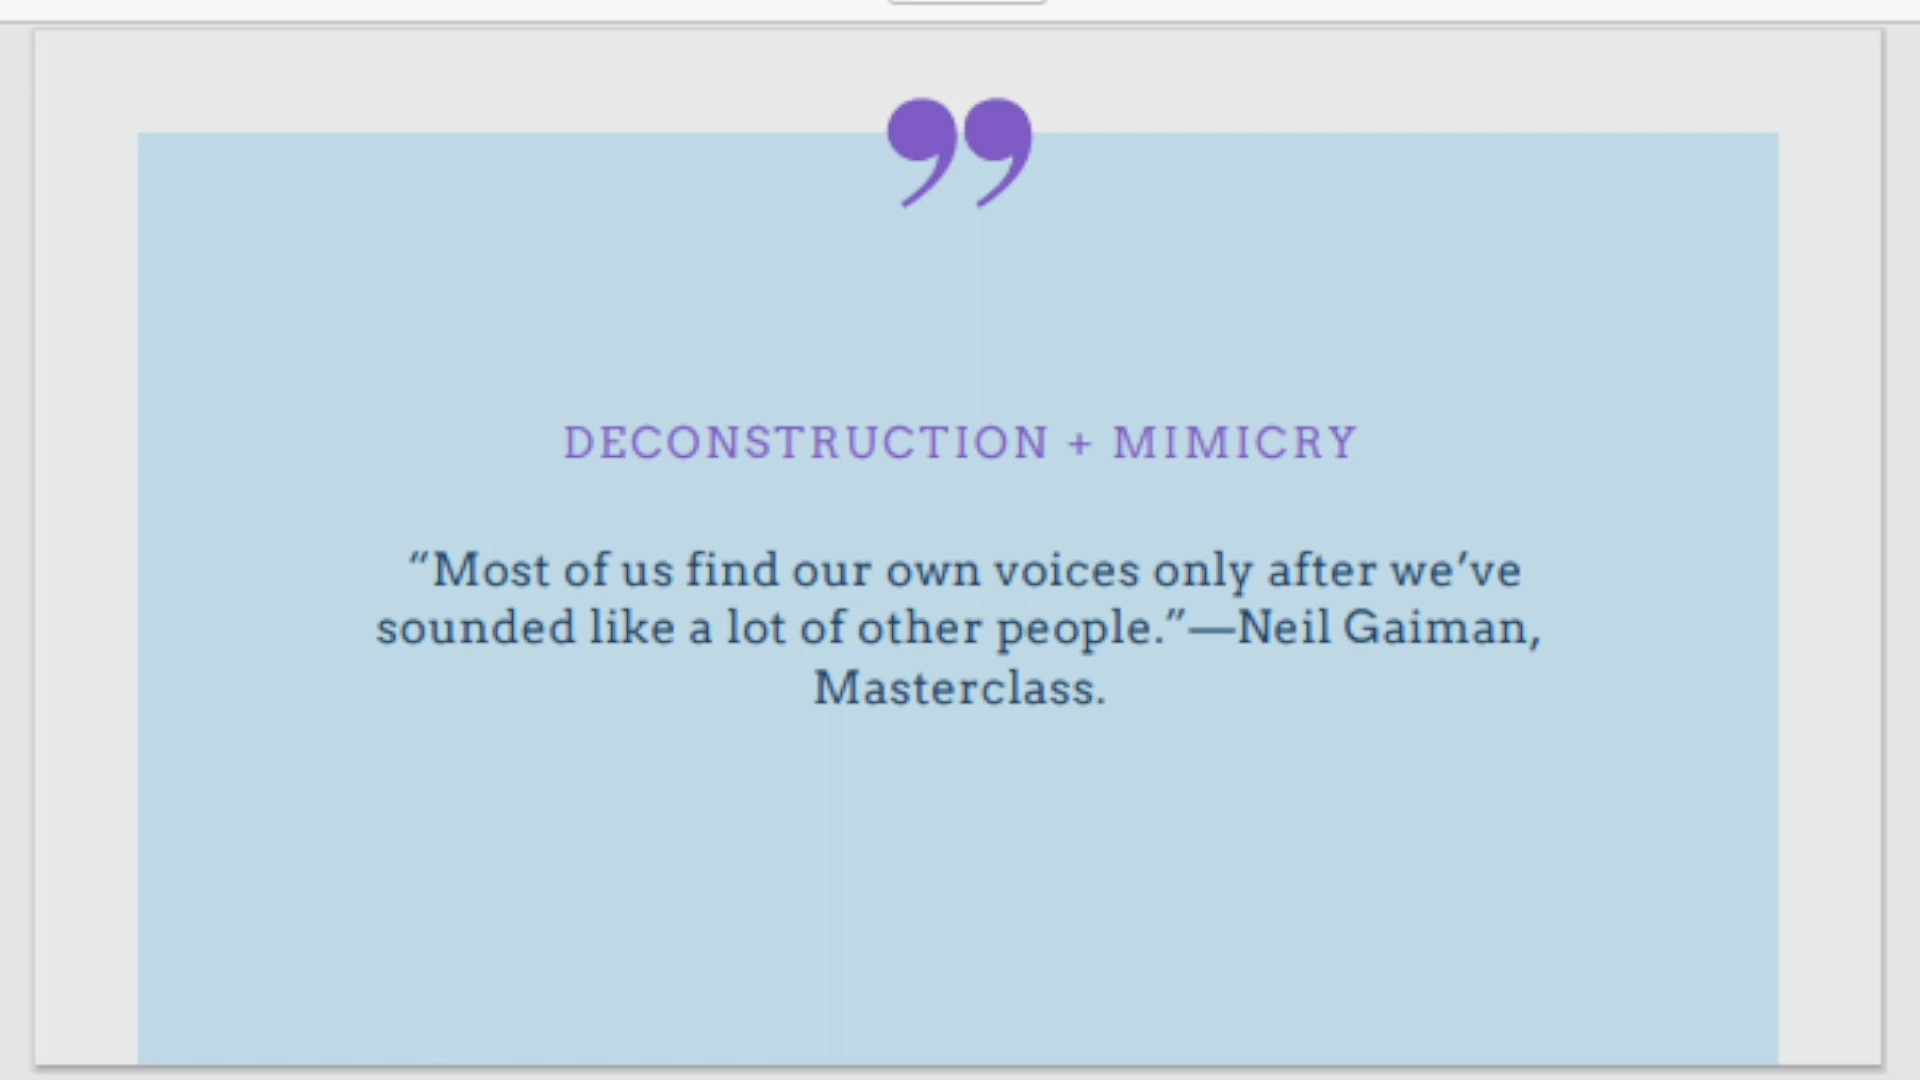 ”
DECONSTRUCTION + MIMICRY
“Most of us find our own voices only after we’ve
sounded like a lot of other people.”—Neil Gaiman,
Masterclass.